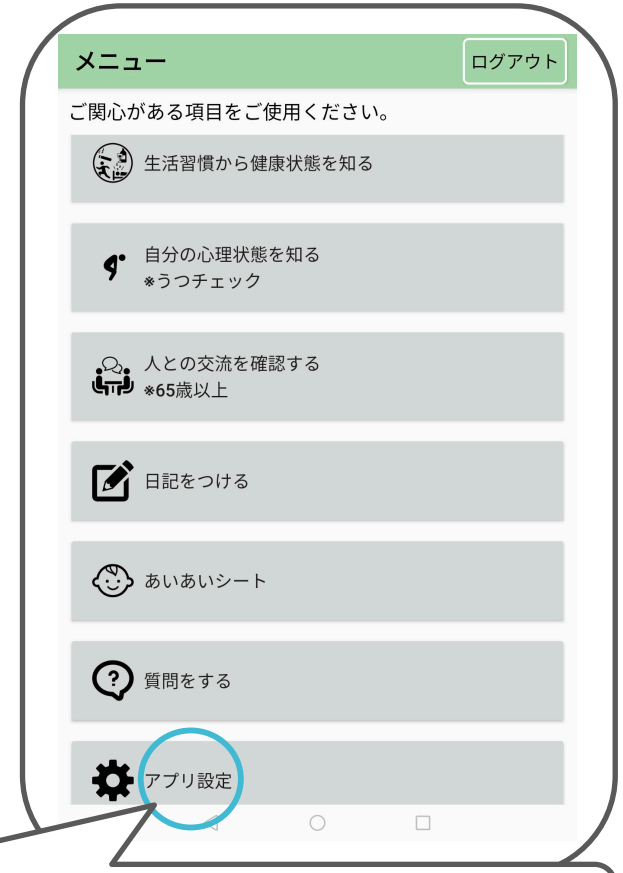 メニュー
ログアウト
ご関心がある項目をご使用ください。
生活習慣から健康状態を知る
自分の心理状態を知る
※うつチェック
人との交流を確認する
※65歳以上
日記をつける
あいあいシート
質問をする
アプリ設定